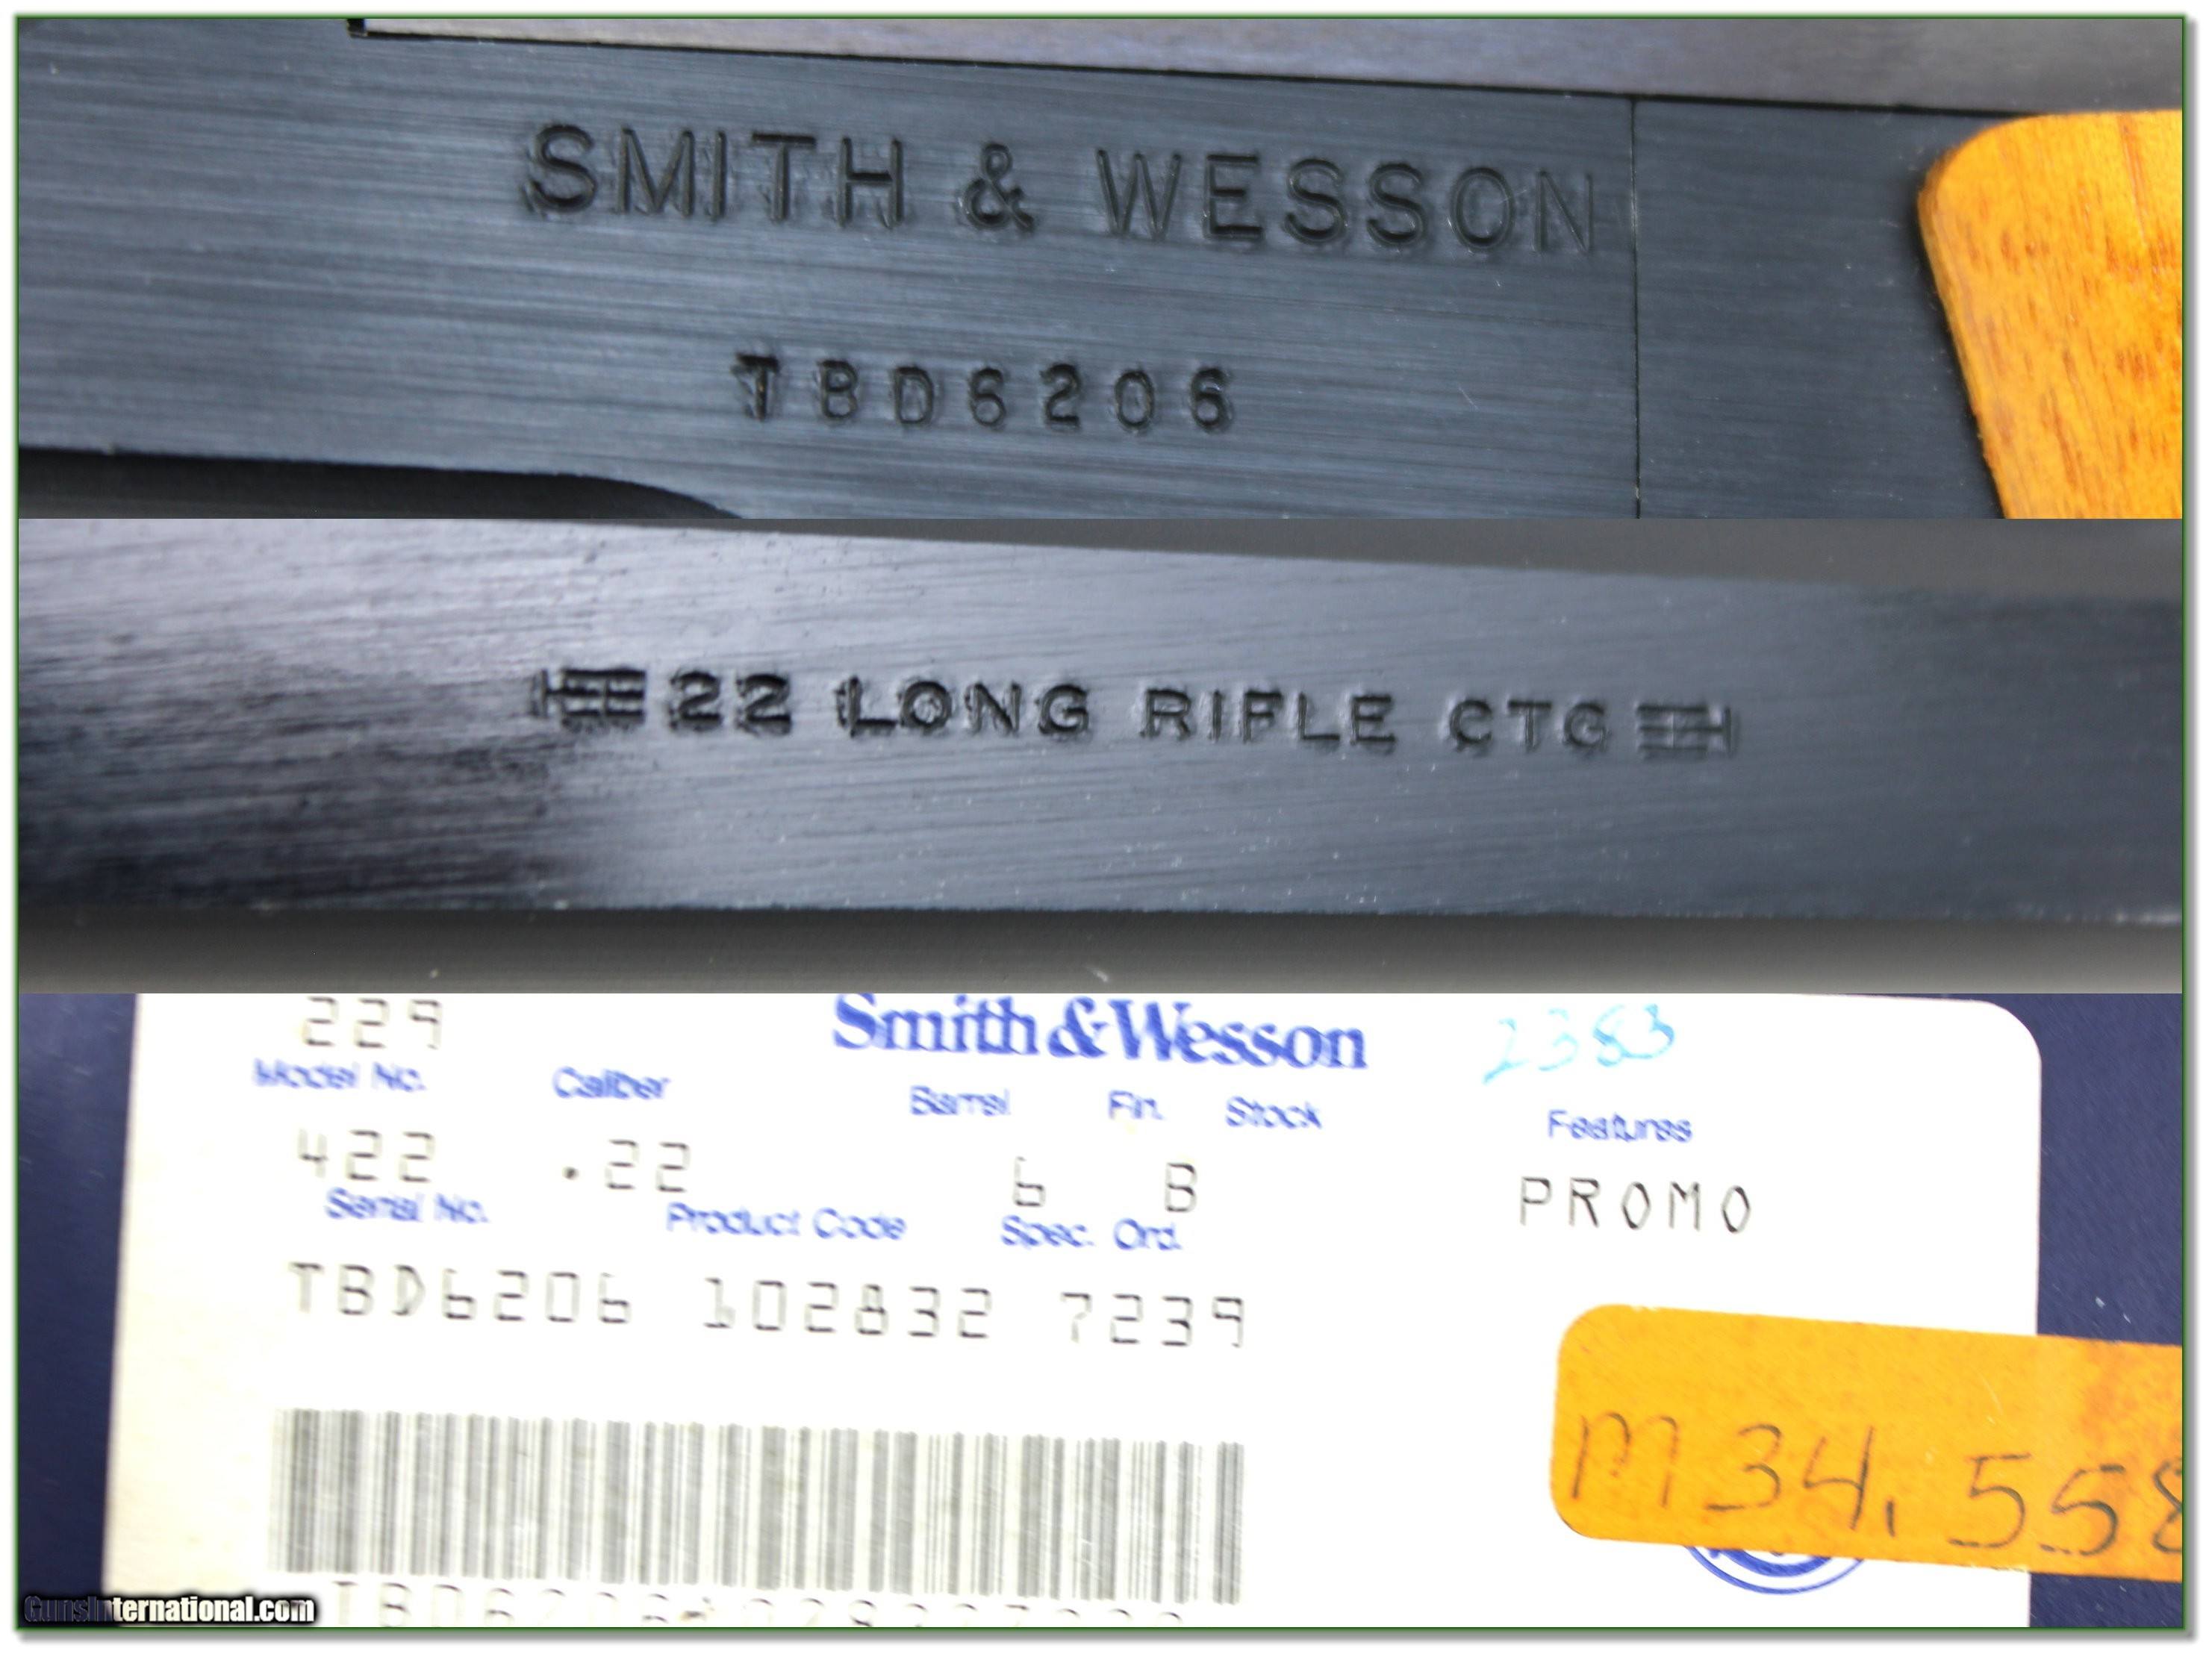 SMITH & WESSON
TBD6206
22 LONG RIFLE CTG
229
Smith & Wesson
2383
Model No. Caliber Barrel Fin. Stock Features
422 .22 6 B PROMO
Serial No. Product Code Spec. Ord.
TBD6206 102832 7239
M34,558
GunsInternational.com